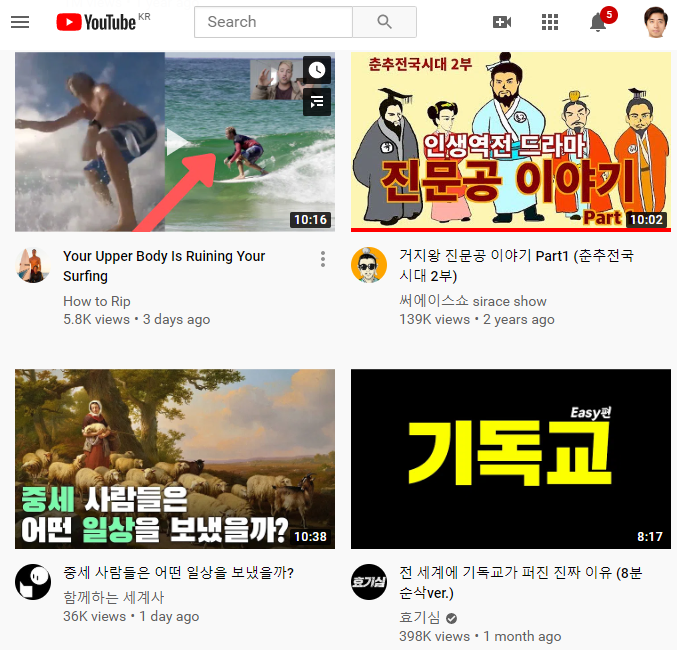 YouTube KR
Search
5
10:16
Your Upper Body Is Ruining Your
Surfing
How to Rip
5.8K views • 3 days ago
춘추전국시대 2부
인생역전 드라마
진문공 이야기
Part 1
10:02
거지왕 진문공 이야기 Part1 (춘추전국
시대 2부)
써에이스쇼 sirace show
139K views • 2 years ago
중세 사람들은
어떤 일상을 보냈을까?
10:38
중세 사람들은 어떤 일상을 보냈을까?
함께하는 세계사
36K views • 1 day ago
Easy편
기독교
8:17
효기심
전 세계에 기독교가 퍼진 진짜 이유 (8분
순삭ver.)
효기심
398K views • 1 month ago